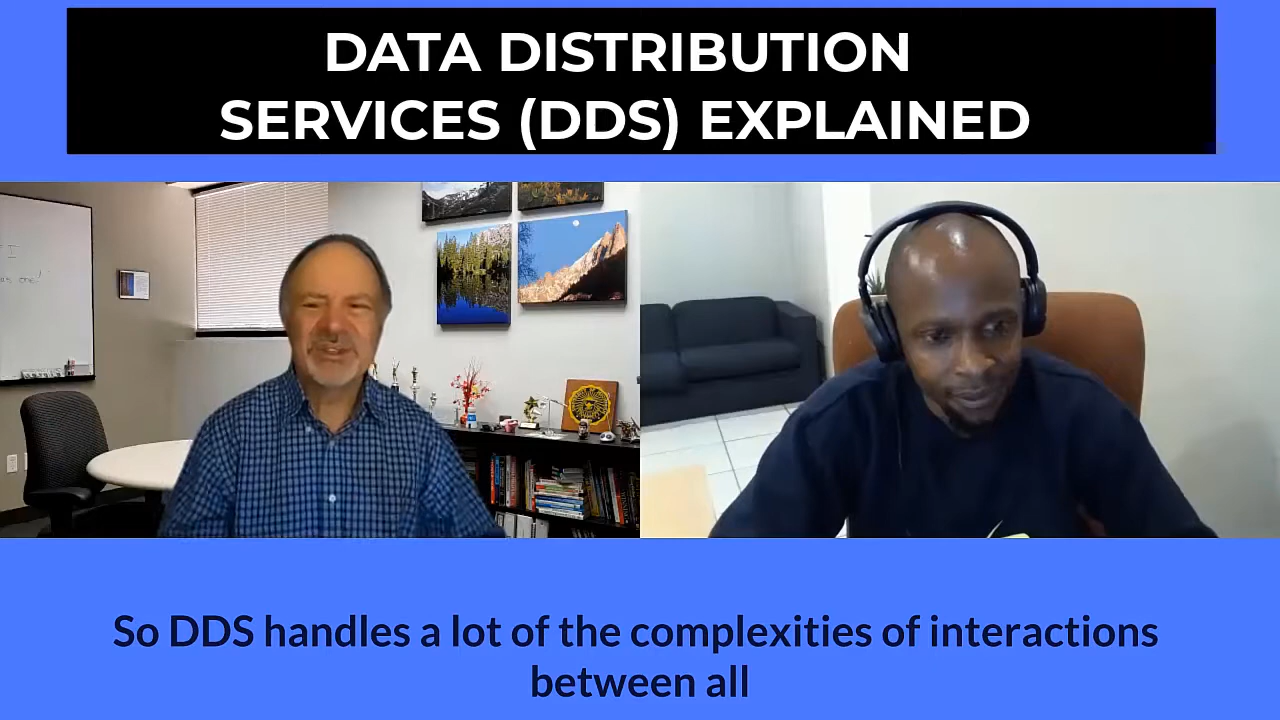 DATA DISTRIBUTION
SERVICES (DDS) EXPLAINED
So DDS handles a lot of the complexities of interactions
between all